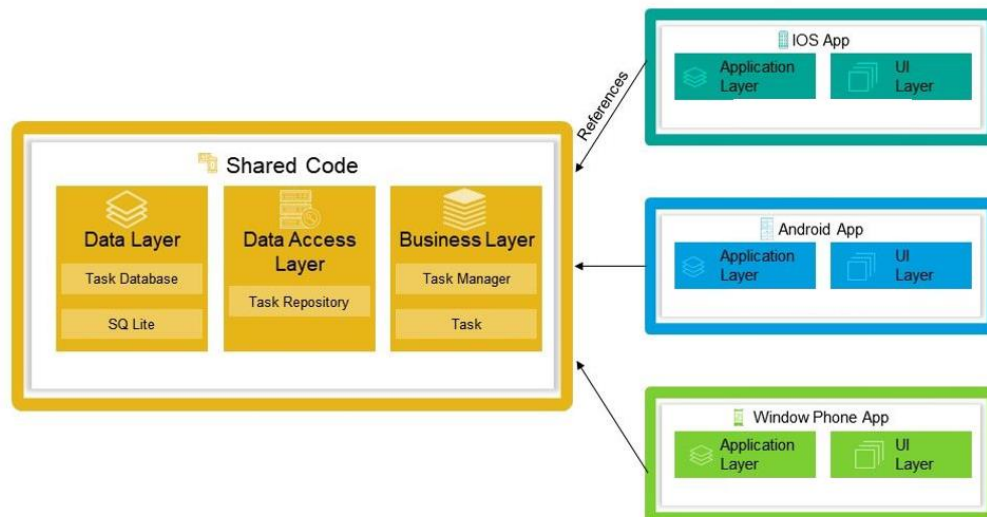 IOS App
Application
Layer
UI
Layer
References
Shared Code
Data Layer
Task Database
SQ Lite
Data Access
Layer
Task Repository
Business Layer
Task Manager
Task
Android App
Application
Layer
UI
Layer
Window Phone App
Application
Layer
UI
Layer